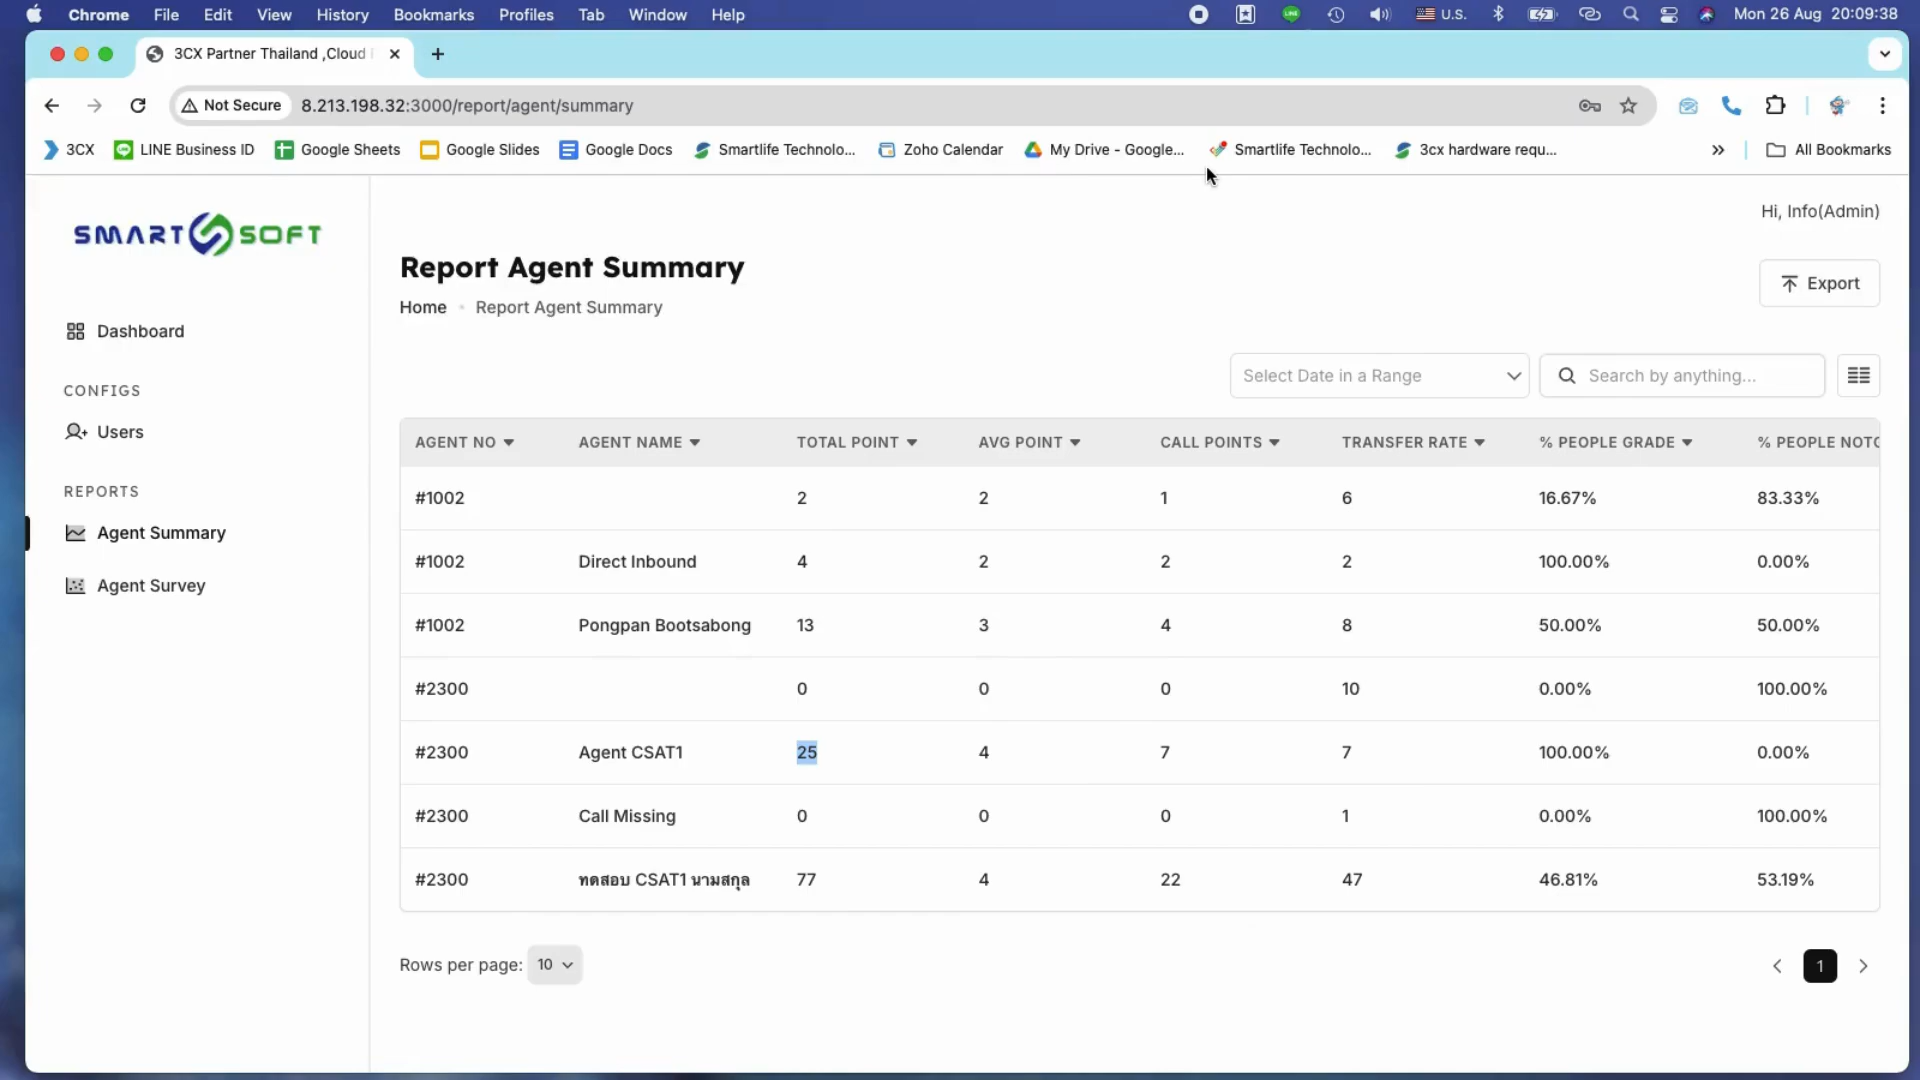 Chrome File Edit View History Bookmarks Profiles Tab Window Help U.S. Mon 26 Aug 20:09:38
3CX Partner Thailand ,Cloud
Not Secure 8.213.198.32:3000/report/agent/summary
3CX LINE Business ID Google Sheets Google Slides Google Docs Smartlife Technolo... Zoho Calendar My Drive - Google... Smartlife Technolo... 3cx hardware requ... » All Bookmarks
Hi, Info(Admin)
SMART SOFT
Report Agent Summary
Export
Home • Report Agent Summary
Dashboard
Select Date in a Range Search by anything...
CONFIGS
Users
REPORTS
Agent Summary
Agent Survey
AGENT NO AGENT NAME TOTAL POINT AVG POINT CALL POINTS TRANSFER RATE % PEOPLE GRADE % PEOPLE NOTG
#1002 2 2 1 6 16.67% 83.33%
#1002 Direct Inbound 4 2 2 2 100.00% 0.00%
#1002 Pongpan Bootsabong 13 3 4 8 50.00% 50.00%
#2300 0 0 0 10 0.00% 100.00%
#2300 Agent CSAT1 25 4 7 7 100.00% 0.00%
#2300 Call Missing 0 0 0 1 0.00% 100.00%
#2300 ทดสอบ CSAT1 นามสกุล 77 4 22 47 46.81% 53.19%
Rows per page: 10
1